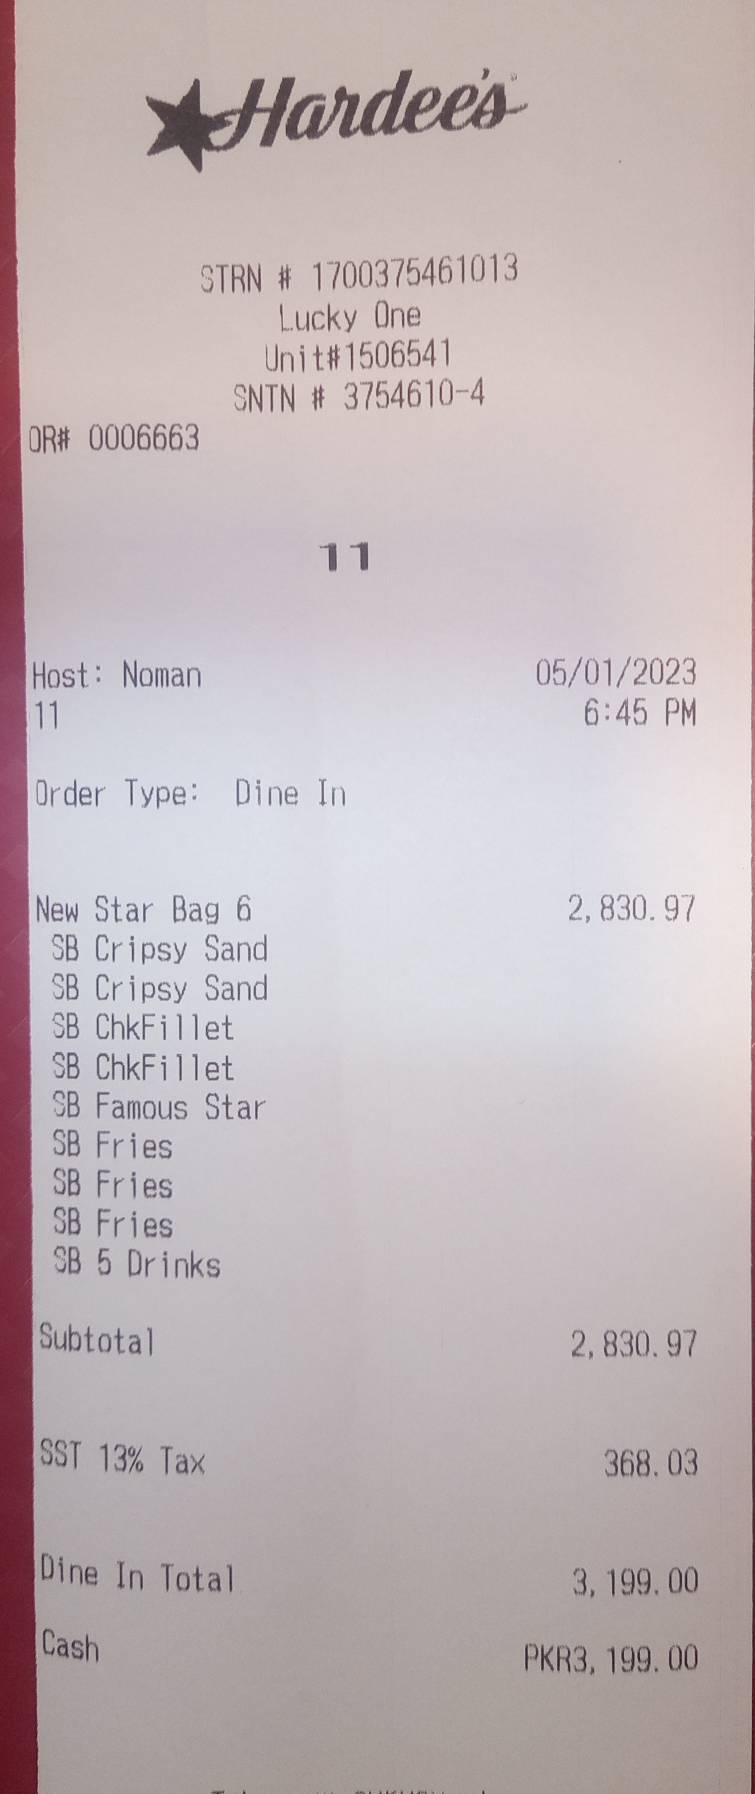 Hardee's
STRN # 1700375461013
Lucky One
Unit#1506541
SNTN # 3754610-4
OR# 0006663
11
Host: Noman 05/01/2023
11 6:45 PM
Order Type: Dine In
New Star Bag 6 2,830.97
SB Cripsy Sand
SB Cripsy Sand
SB ChkFillet
SB ChkFillet
SB Famous Star
SB Fries
SB Fries
SB Fries
SB 5 Drinks
Subtotal 2,830.97
SST 13% Tax 368.03
Dine In Total 3,199.00
Cash PKR3,199.00